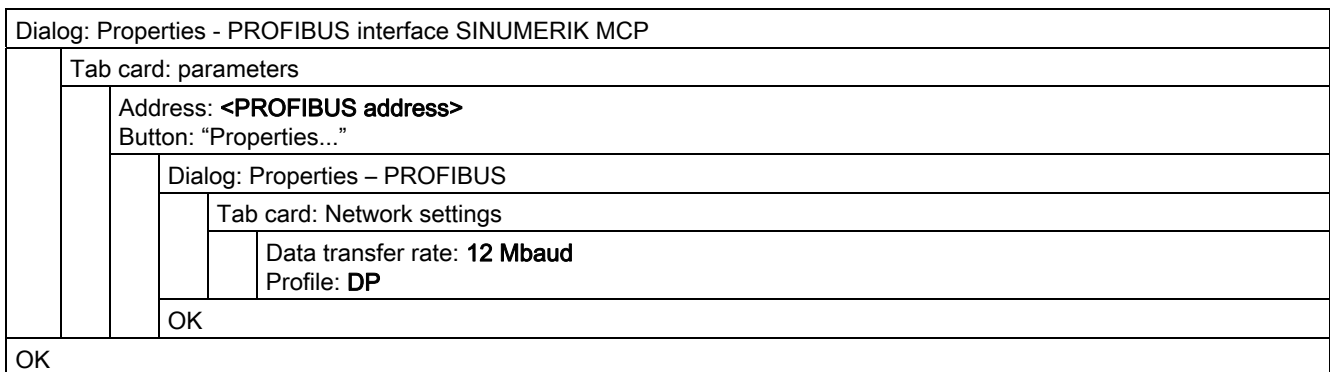 Dialog: Properties - PROFIBUS interface SINUMERIK MCP
Tab card: parameters
Address: <PROFIBUS address>
Button: “Properties...”
Dialog: Properties – PROFIBUS
Tab card: Network settings
Data transfer rate: 12 Mbaud
Profile: DP
OK
OK